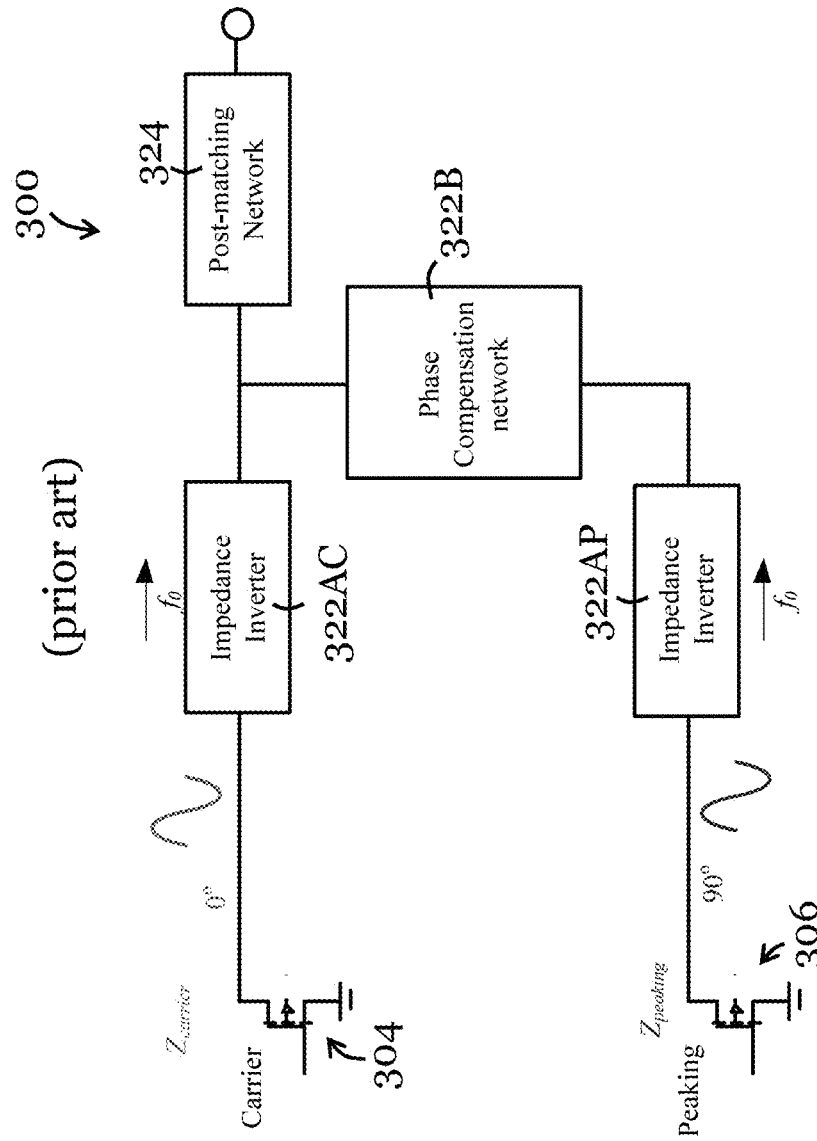 300
(prior art)
Carrier
304
Z carrier
0°
f0
Impedance
Inverter
322AC
Post-matching
Network
324
Phase
Compensation
network
322B
Peaking
306
Zpeaking
90°
Impedance
Inverter
322AP
f0